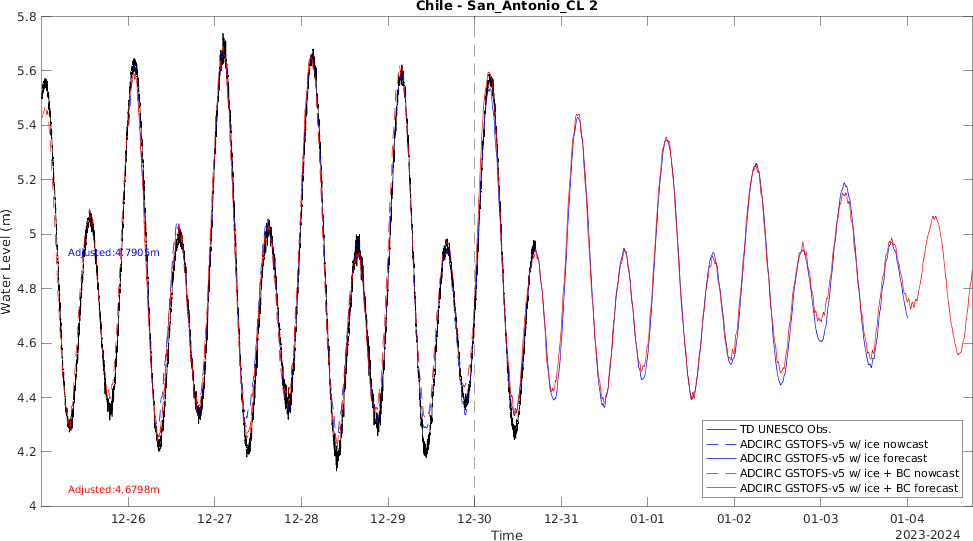 Chile - San_Antonio_CL 2
5.8
5.6
5.4
5.2
5
4.8
4.6
4.4
4.2
4
Water Level (m)
Adjusted:4.7905m
Adjusted:4.6798m
TD UNESCO Obs.
ADCIRC GSTOFS-v5 w/ ice nowcast
ADCIRC GSTOFS-v5 w/ ice forecast
ADCIRC GSTOFS-v5 w/ ice + BC nowcast
ADCIRC GSTOFS-v5 w/ ice + BC forecast
12-26 12-27 12-28 12-29 12-30 12-31 01-01 01-02 01-03 01-04
Time
2023-2024